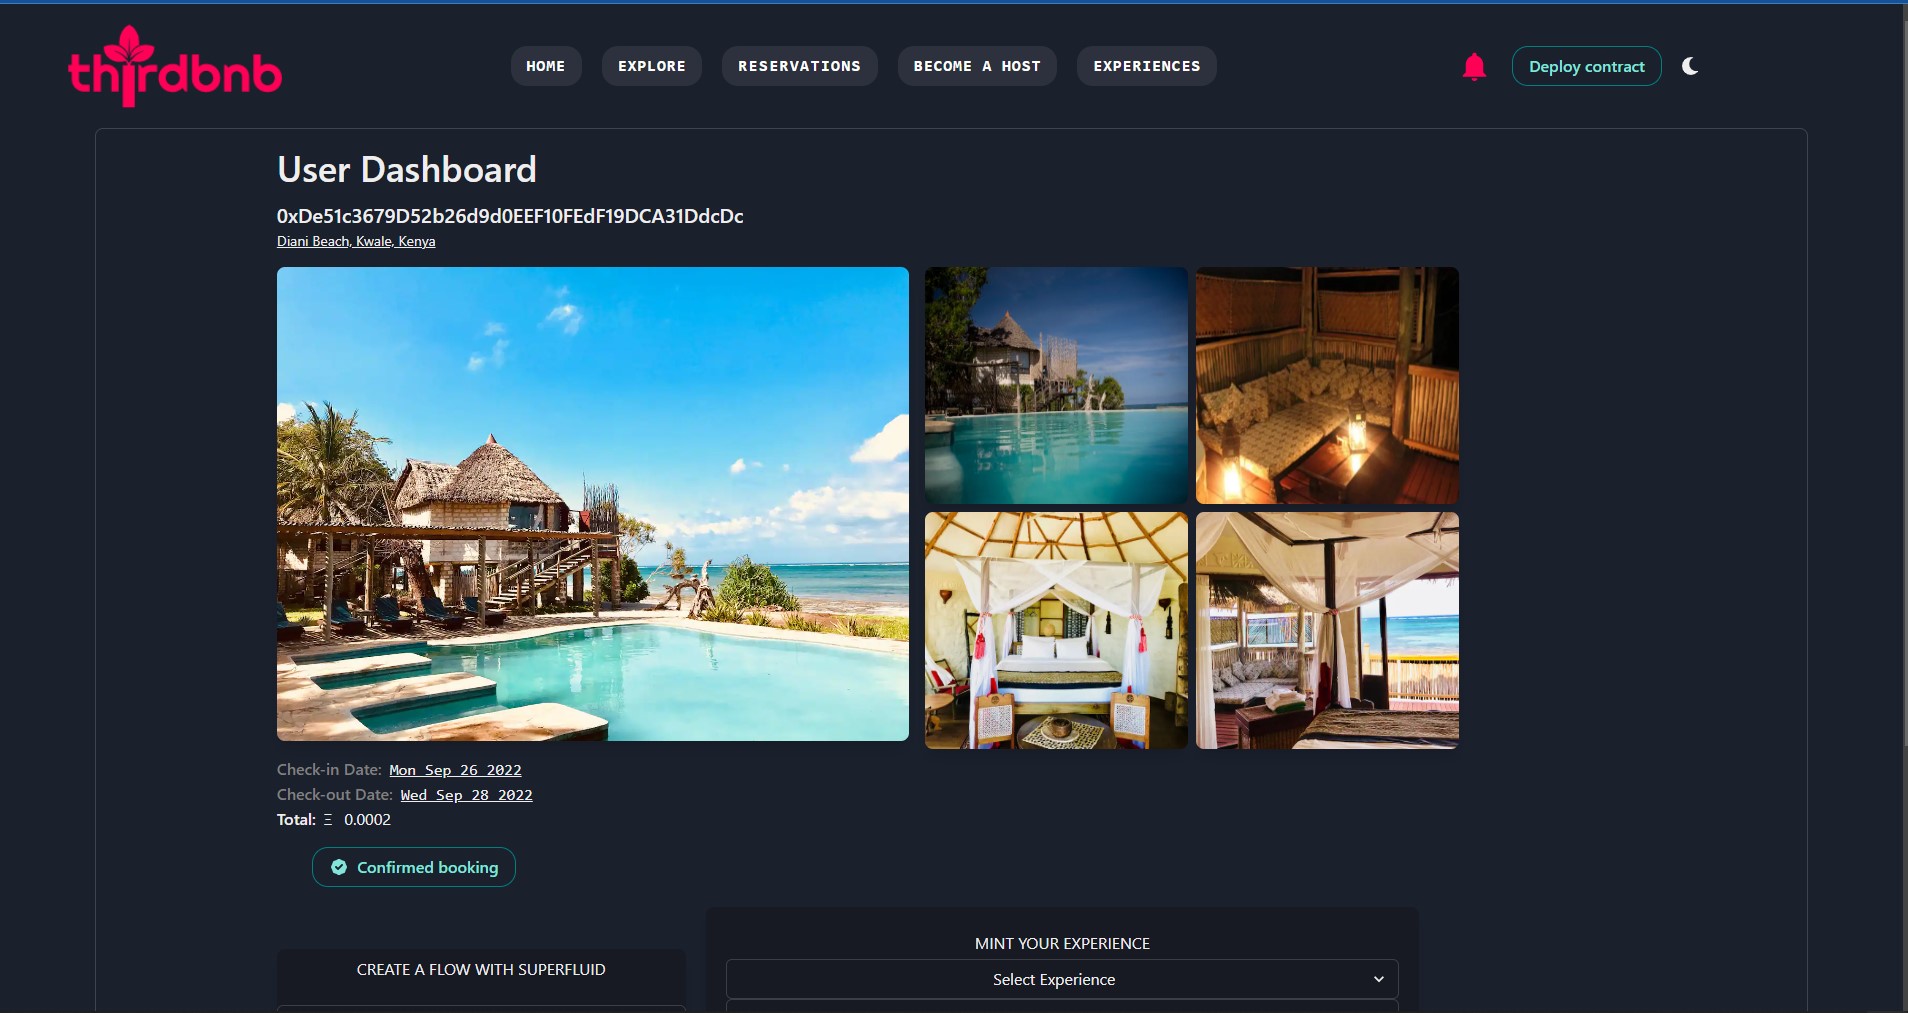 thirdbnb
HOME
EXPLORE
RESERVATIONS
BECOME A HOST
EXPERIENCES
Deploy contract
User Dashboard
0xDe51c3679D52b26d9d0EEF10FEdF19DCA31DdcDc
Diani Beach, Kwale, Kenya
Check-in Date: Mon Sep 26 2022
Check-out Date: Wed Sep 28 2022
Total: Ξ 0.0002
Confirmed booking
CREATE A FLOW WITH SUPERFLUID
MINT YOUR EXPERIENCE
Select Experience